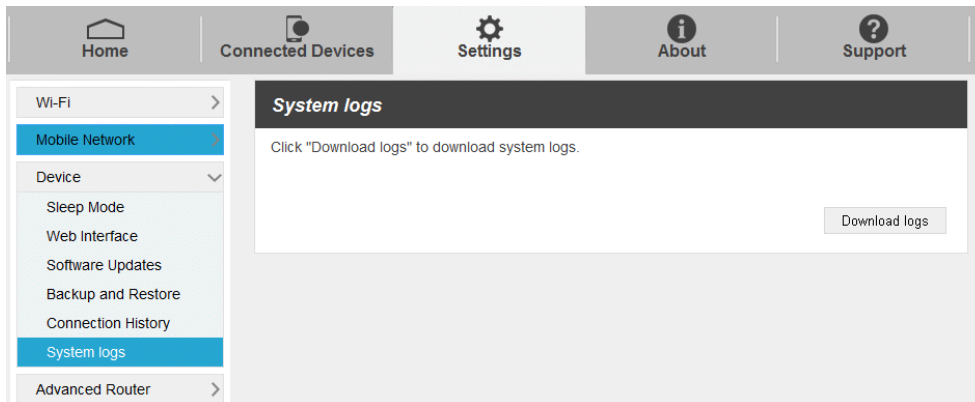 Home
Connected Devices
Settings
About
Support
Wi-Fi
Mobile Network
Device
Sleep Mode
Web Interface
Software Updates
Backup and Restore
Connection History
System logs
Advanced Router
System logs
Click "Download logs" to download system logs.
Download logs